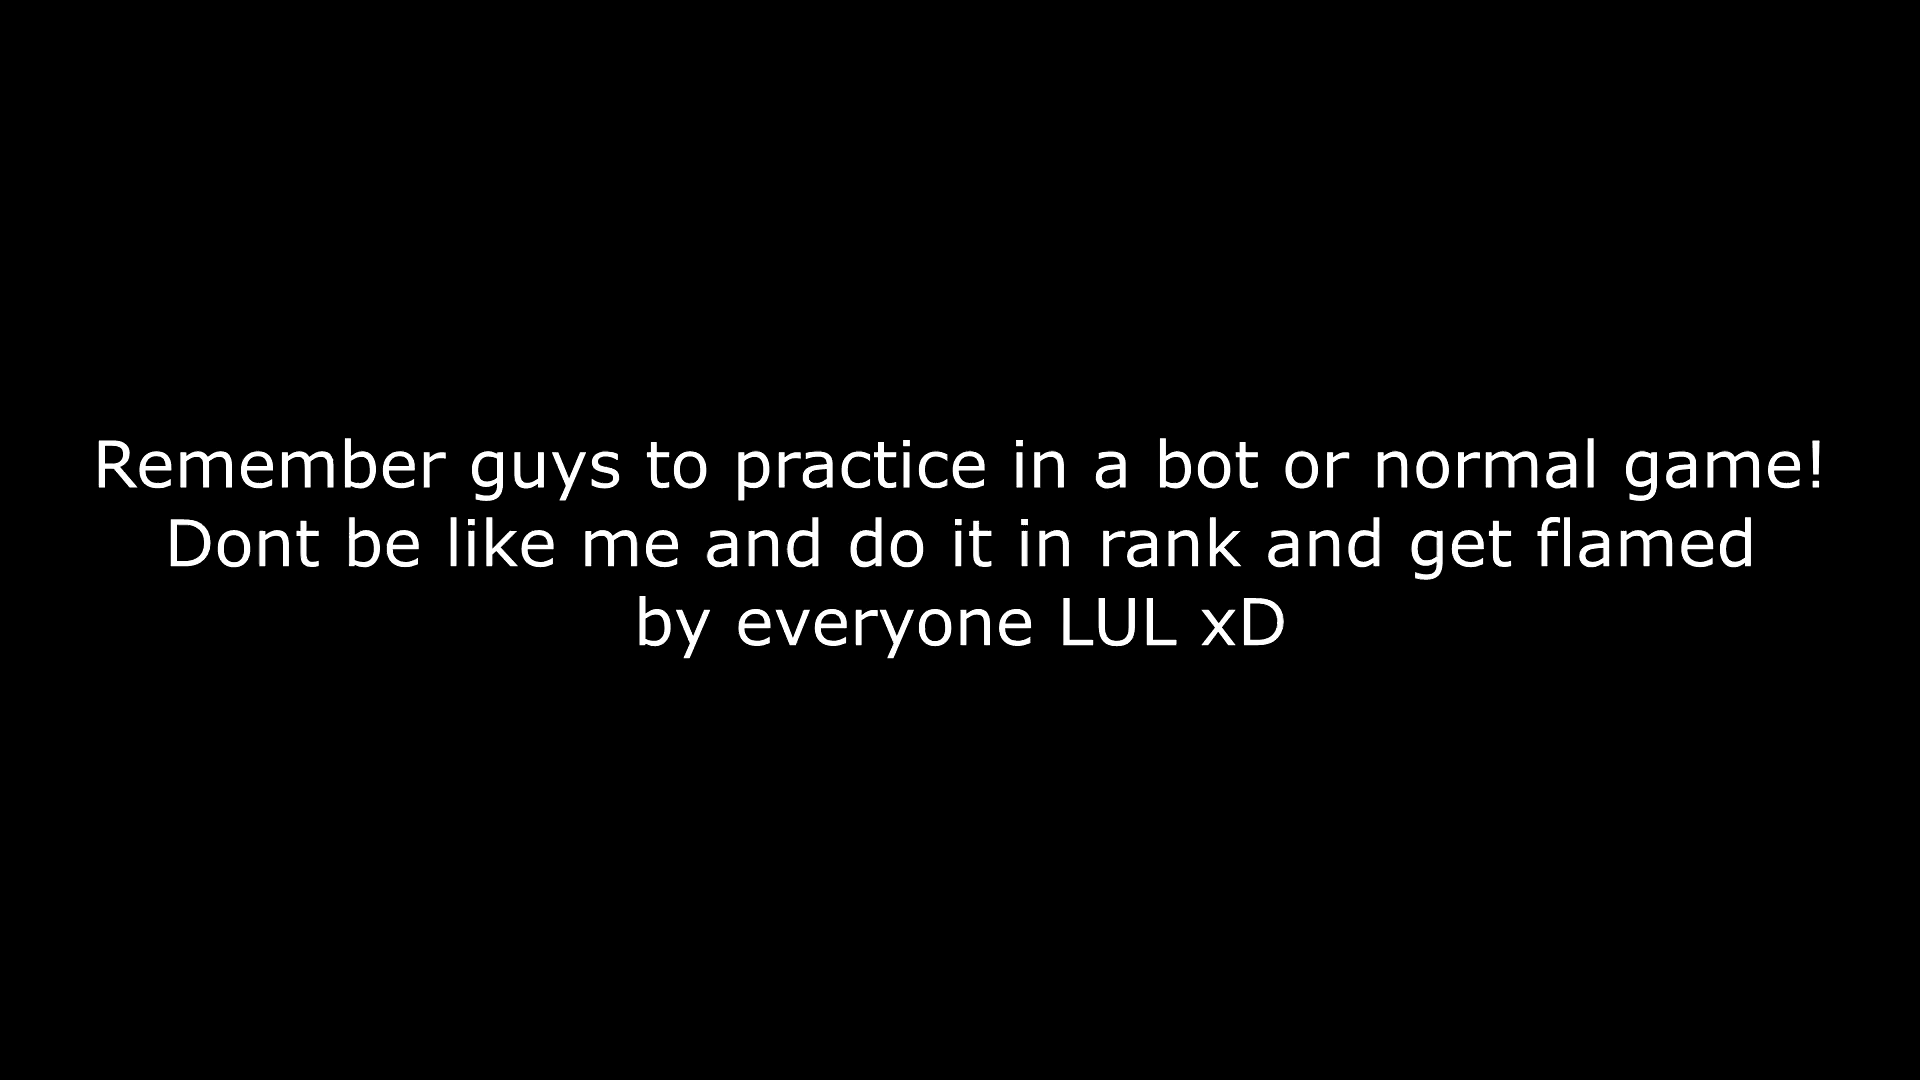 Remember guys to practice in a bot or normal game!
Dont be like me and do it in rank and get flamed
by everyone LUL xD